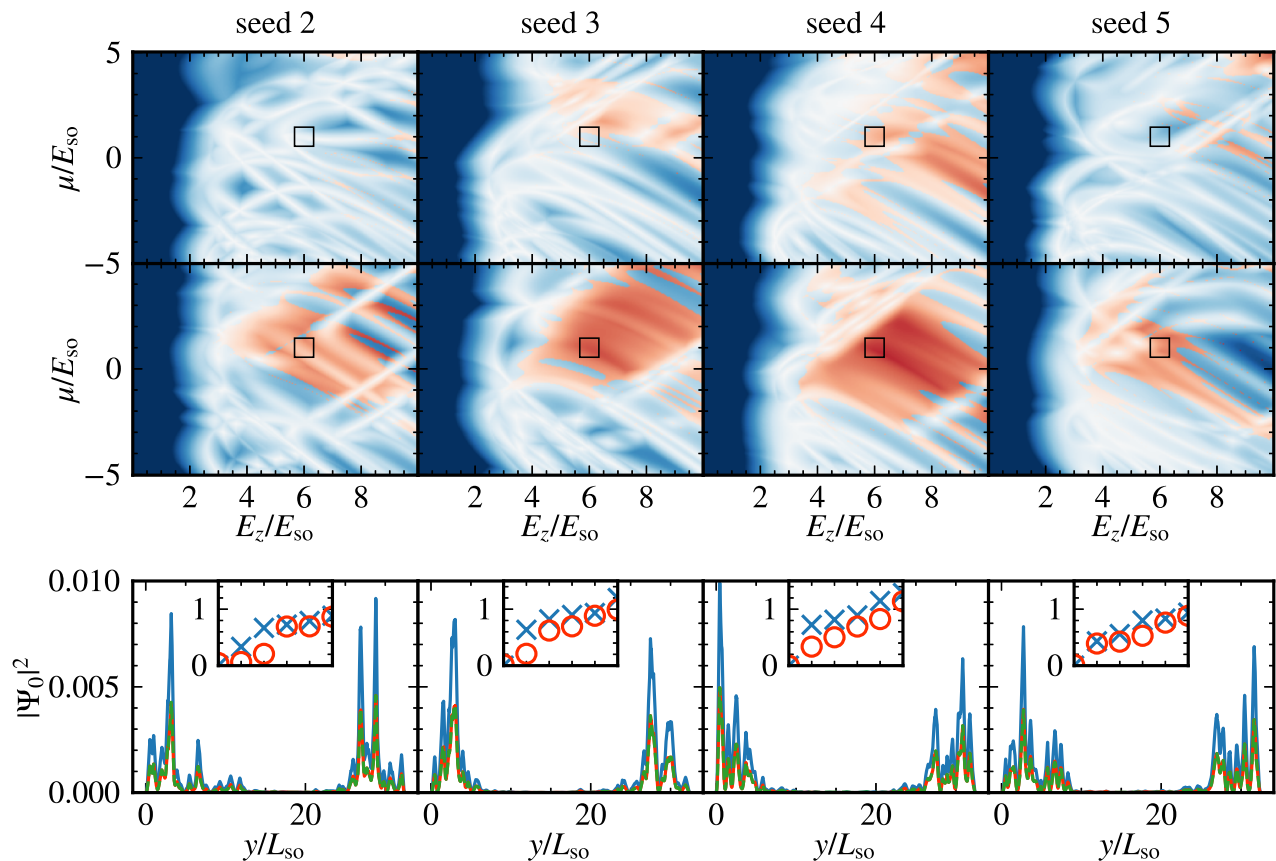 seed 2 seed 3 seed 4 seed 5
5
μ/E_so
0
−5
μ/E_so
0
−5
2 4 6 8 2 4 6 8 2 4 6 8 2 4 6 8
E_z/E_so E_z/E_so E_z/E_so E_z/E_so
0.010
1 1 1 1
0 0 0 0
|Ψ_0|^2
0.005
0.000
0 20 0 20 0 20 0 20
y/L_so y/L_so y/L_so y/L_so